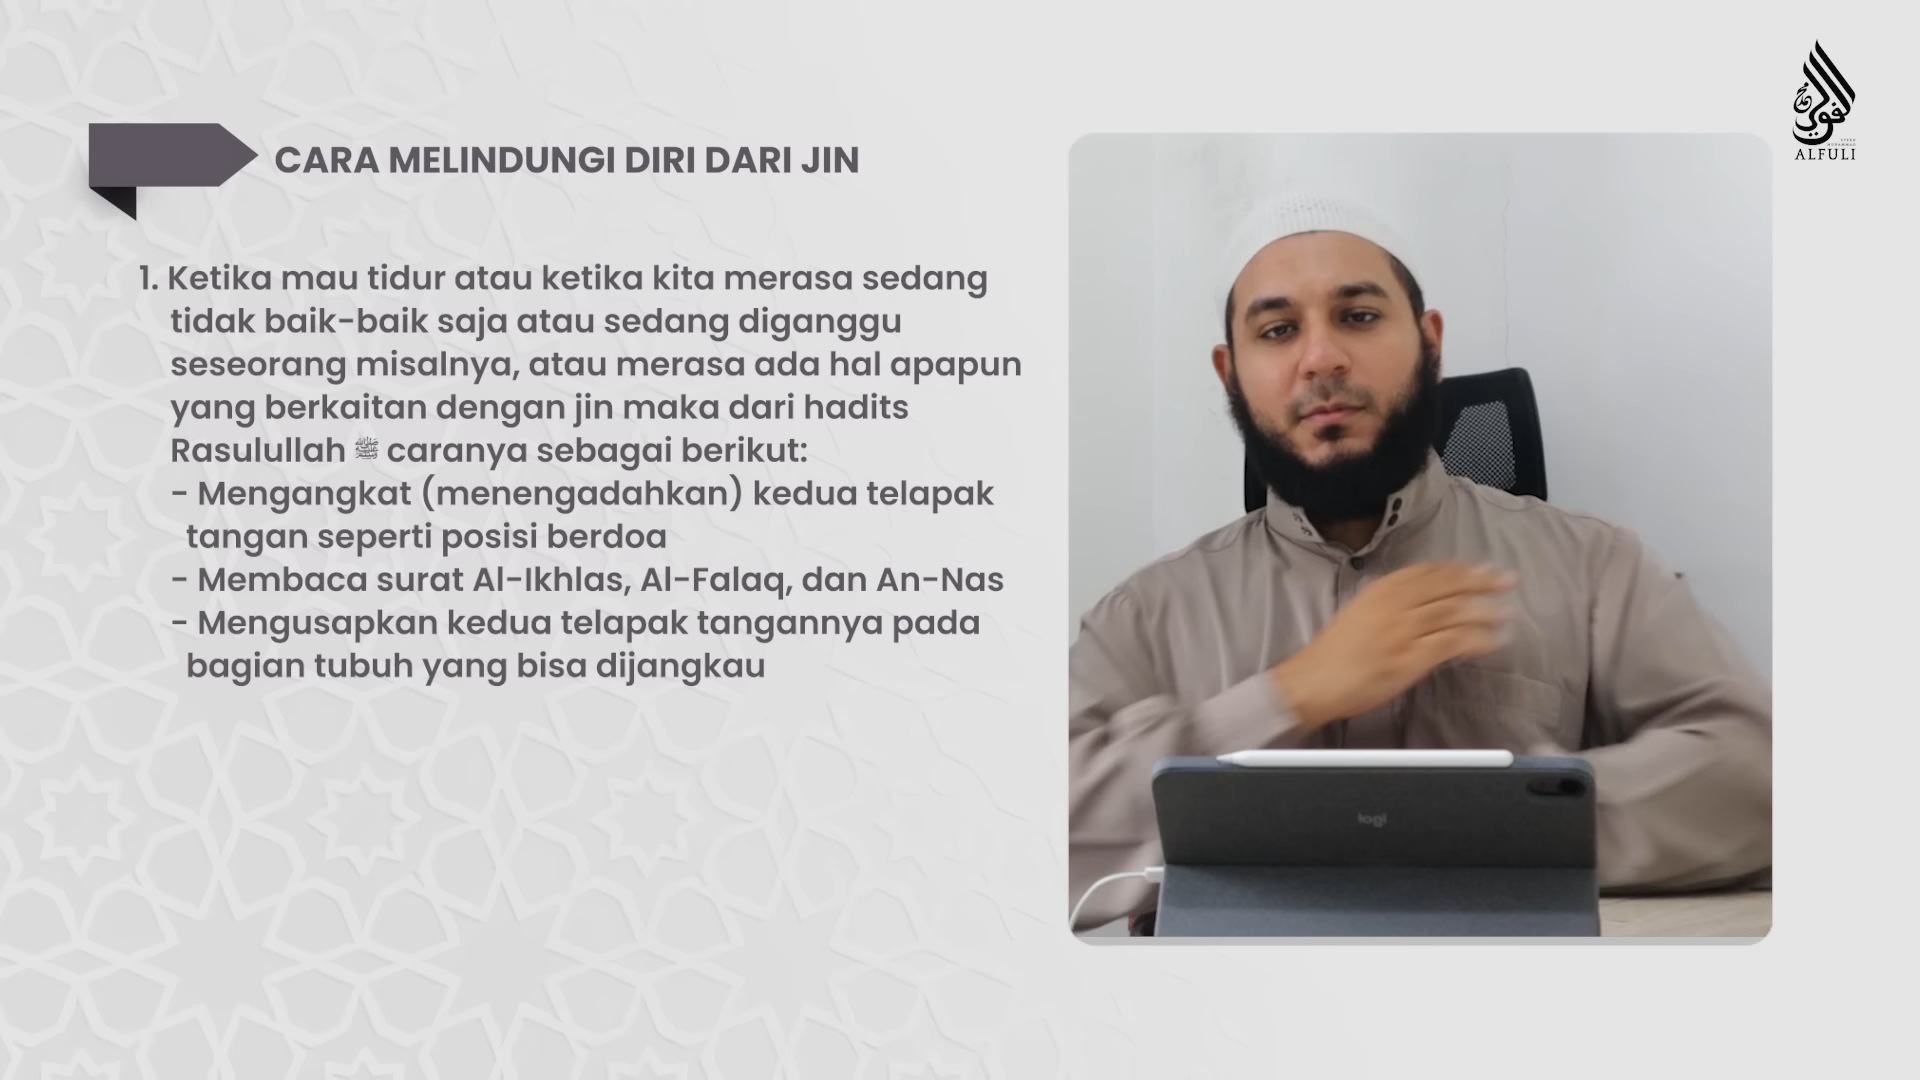 CARA MELINDUNGI DIRI DARI JIN
1. Ketika mau tidur atau ketika kita merasa sedang
tidak baik-baik saja atau sedang diganggu
seseorang misalnya, atau merasa ada hal apapun
yang berkaitan dengan jin maka dari hadits
Rasulullah ﷺ caranya sebagai berikut:
- Mengangkat (menengadahkan) kedua telapak
tangan seperti posisi berdoa
- Membaca surat Al-Ikhlas, Al-Falaq, dan An-Nas
- Mengusapkan kedua telapak tangannya pada
bagian tubuh yang bisa dijangkau
ALFULI
logi